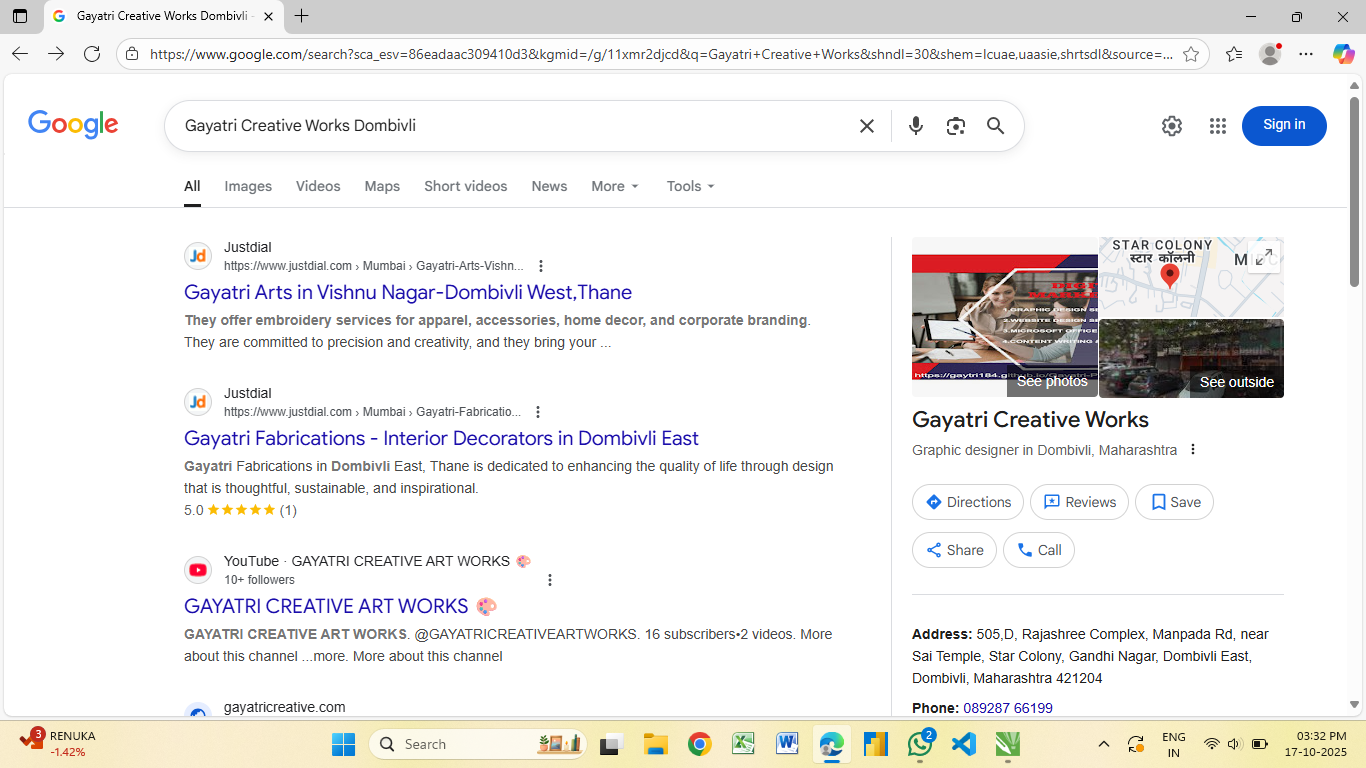 Gayatri Creative Works Dombivli -
https://www.google.com/search?sca_esv=86eadaac309410d3&kgmid=/g/11xmr2djcd&q=Gayatri+Creative+Works&shndl=30&shem=lcuae,uaasie,shrtsdl&source=...
Google
Gayatri Creative Works Dombivli
Sign in
All Images Videos Maps Short videos News More Tools
Jd
Justdial
https://www.justdial.com › Mumbai › Gayatri-Arts-Vishn...
Gayatri Arts in Vishnu Nagar-Dombivli West,Thane
They offer embrodery services for apparel, accessories, home decor, and corporate branding.
They are committed to precision and creativity, and they bring your ...
Jd
Justdial
https://www.justdial.com › Mumbai › Gayatri-Fabricatio...
Gayatri Fabrications - Interior Decorators in Dombivli East
Gayatri Fabrications in Dombivli East, Thane is dedicated to enhancing the quality of life through design
that is thoughtful, sustainable, and inspirational.
5.0 ★★★★★ (1)
YouTube · GAYATRI CREATIVE ART WORKS 🎨
10+ followers
GAYATRI CREATIVE ART WORKS 🎨
GAYATRI CREATIVE ART WORKS. @GAYATRICREATIVEARTWORKS. 16 subscribers•2 videos. More
about this channel ...more. More about this channel
gayatricreative.com
1.GRAPHIC DESIGN SE
2.WEBSITE DESIGN SE
3.MICROSOFT OFFICE
4.CONTENT WRITING &
https://gaytri184.github.io/Gayatri-P
See photos
STAR COLONY
स्टार कॉलनी
See outside
Gayatri Creative Works
Graphic designer in Dombivli, Maharashtra
Directions Reviews Save
Share Call
Address: 505,D, Rajashree Complex, Manpada Rd, near
Sai Temple, Star Colony, Gandhi Nagar, Dombivli East,
Dombivli, Maharashtra 421204
Phone: 089287 66199
3
RENUKA
-1.42%
Search
2
ENG
IN
03:32 PM
17-10-2025